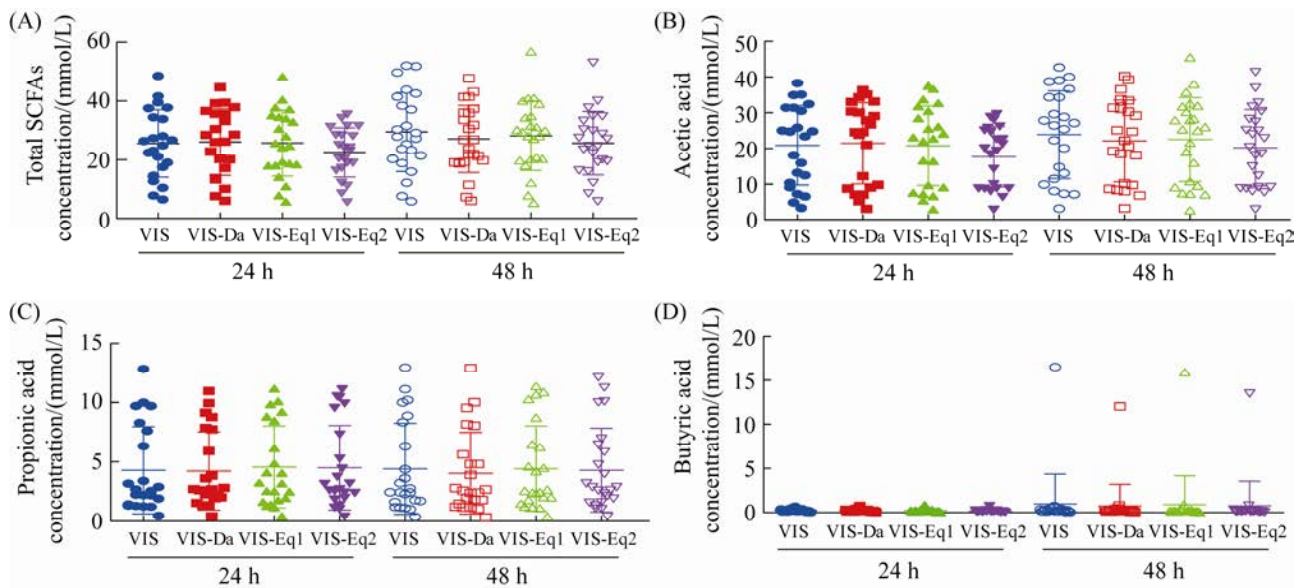 (A)
Total SCFAs
concentration/(mmol/L)
60
40
20
0
VIS VIS-Da VIS-Eq1 VIS-Eq2 VIS VIS-Da VIS-Eq1 VIS-Eq2
24 h 48 h
(B)
Acetic acid
concentration/(mmol/L)
50
40
30
20
10
0
VIS VIS-Da VIS-Eq1 VIS-Eq2 VIS VIS-Da VIS-Eq1 VIS-Eq2
24 h 48 h
(C)
Propionic acid
concentration/(mmol/L)
15
10
5
0
VIS VIS-Da VIS-Eq1 VIS-Eq2 VIS VIS-Da VIS-Eq1 VIS-Eq2
24 h 48 h
(D)
Butyric acid
concentration/(mmol/L)
20
15
10
5
0
VIS VIS-Da VIS-Eq1 VIS-Eq2 VIS VIS-Da VIS-Eq1 VIS-Eq2
24 h 48 h